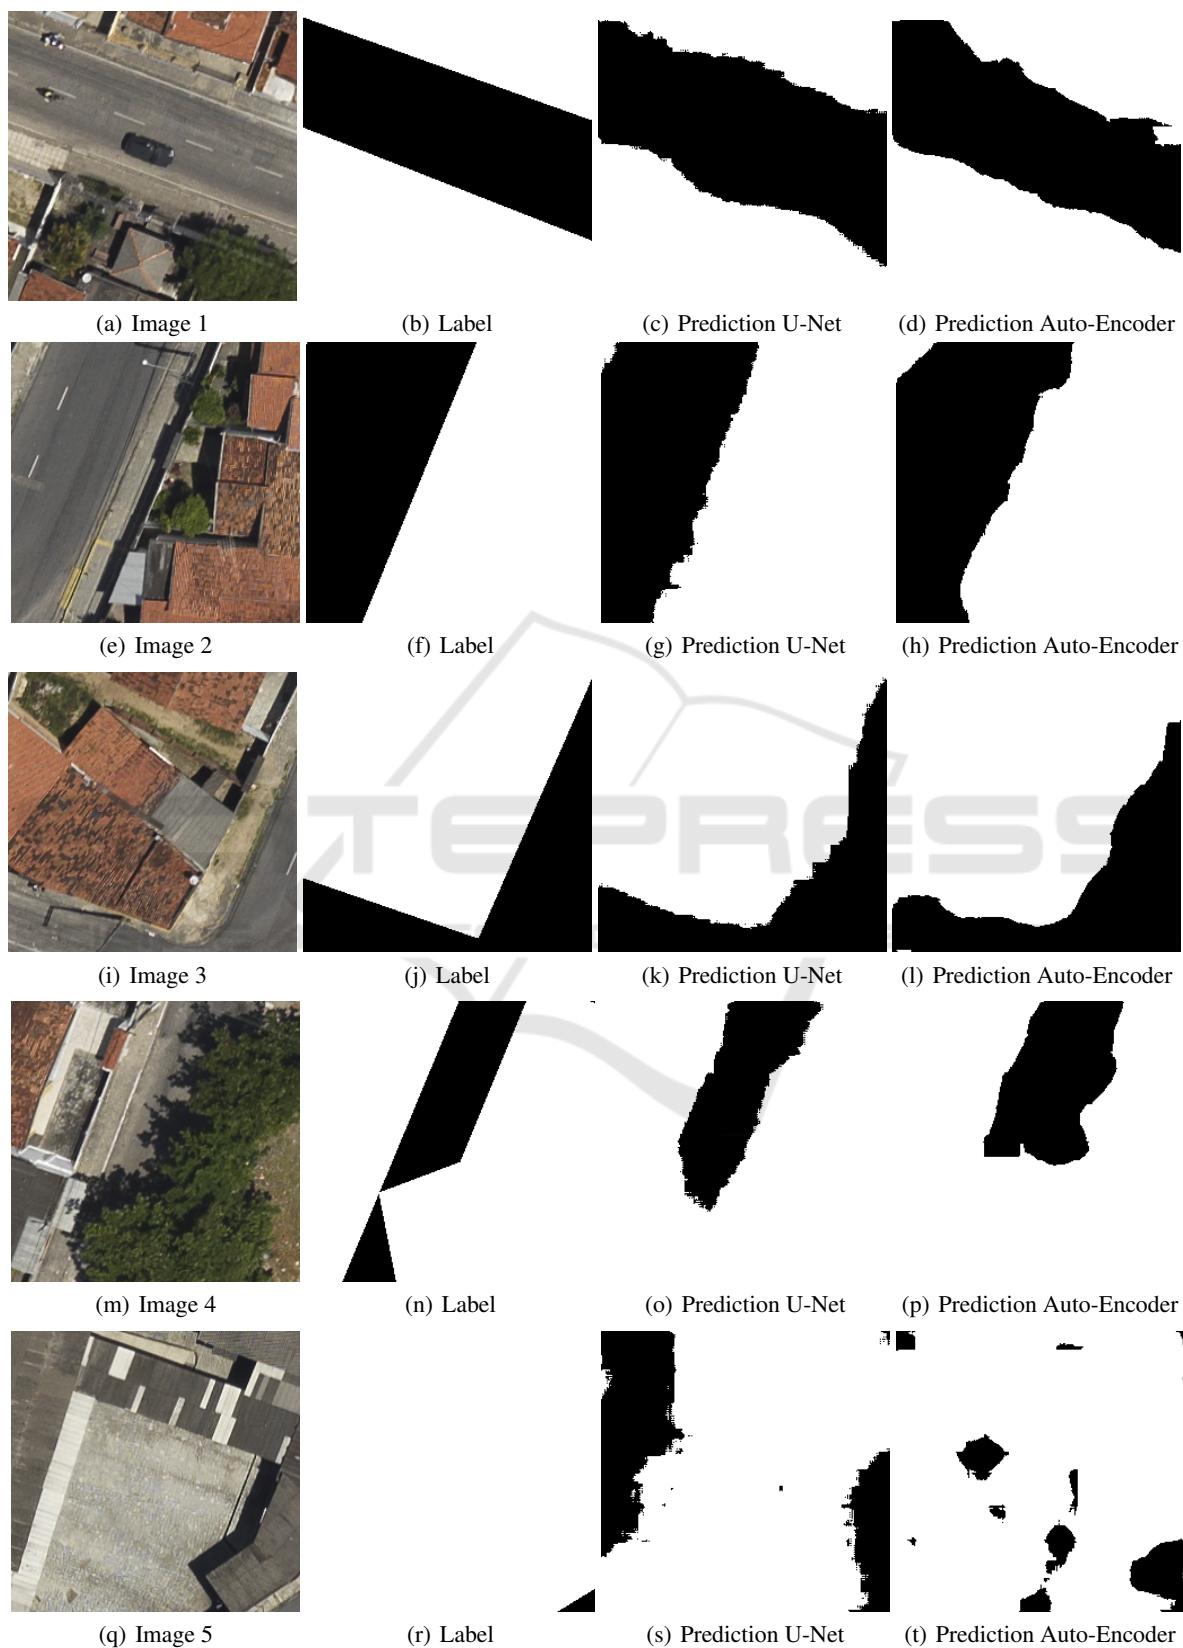 (a) Image 1
(b) Label
(c) Prediction U-Net
(d) Prediction Auto-Encoder
(e) Image 2
(f) Label
(g) Prediction U-Net
(h) Prediction Auto-Encoder
(i) Image 3
(j) Label
(k) Prediction U-Net
(l) Prediction Auto-Encoder
(m) Image 4
(n) Label
(o) Prediction U-Net
(p) Prediction Auto-Encoder
(q) Image 5
(r) Label
(s) Prediction U-Net
(t) Prediction Auto-Encoder